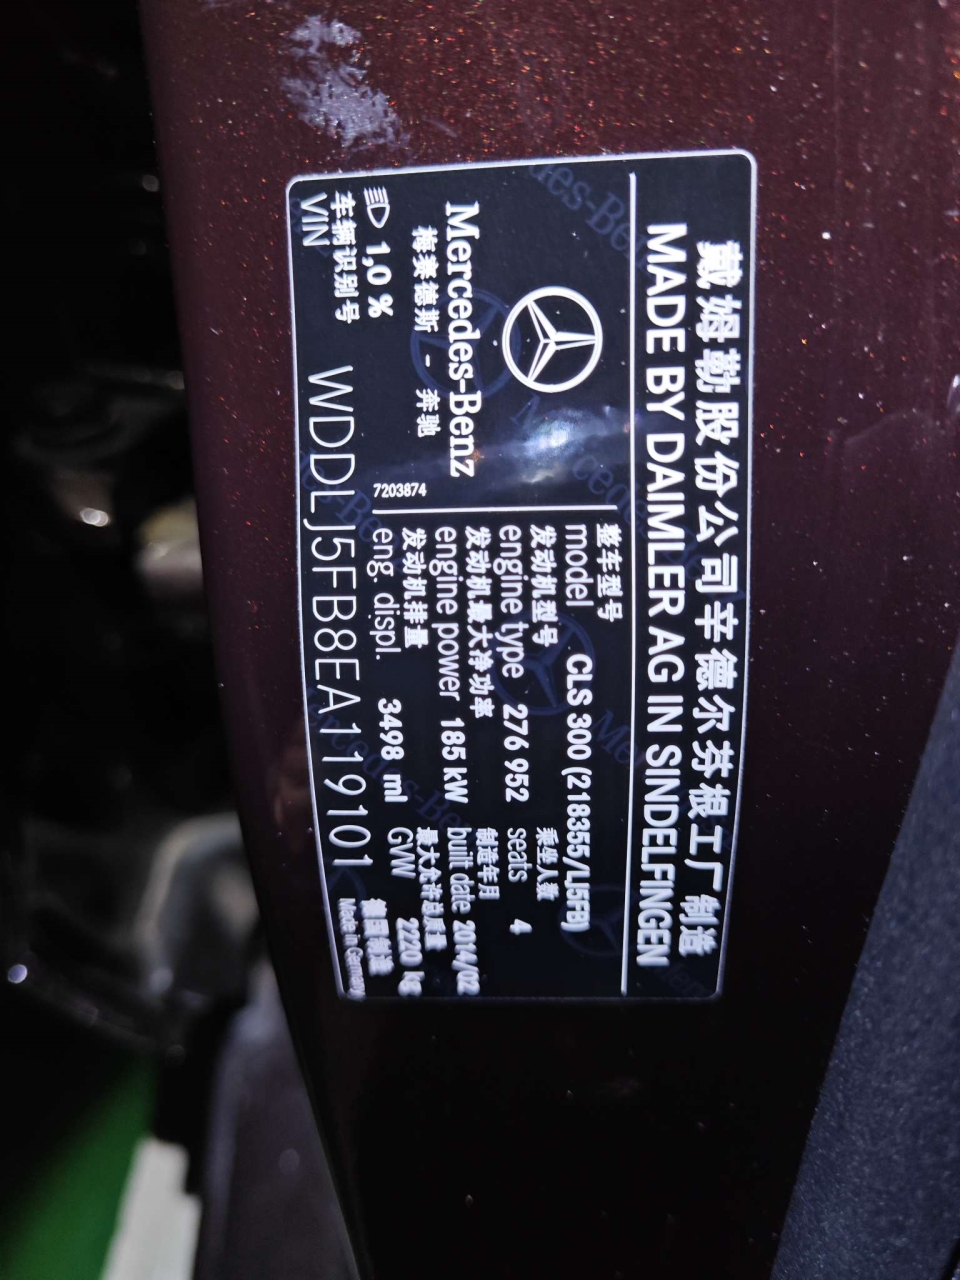 戴姆勒股份公司辛德尔芬根工厂制造
MADE BY DAIMLER AG IN SINDELFINGEN
Mercedes-Benz
梅赛德斯 - 奔驰
7203874
1,0 %
整车型号
model CLS 300 (218355/LJ5FB)
发动机型号 乘坐人数
engine type 276 952 seats 4
发动机最大净功率 制造年月
engine power 185 kW built date 2014/02
发动机排量 最大允许总质量
eng. displ. 3498 ml GVW 2220 kg
车辆识别号 德国制造
VIN WDDLJ5FB8EA119101 Made in Germany